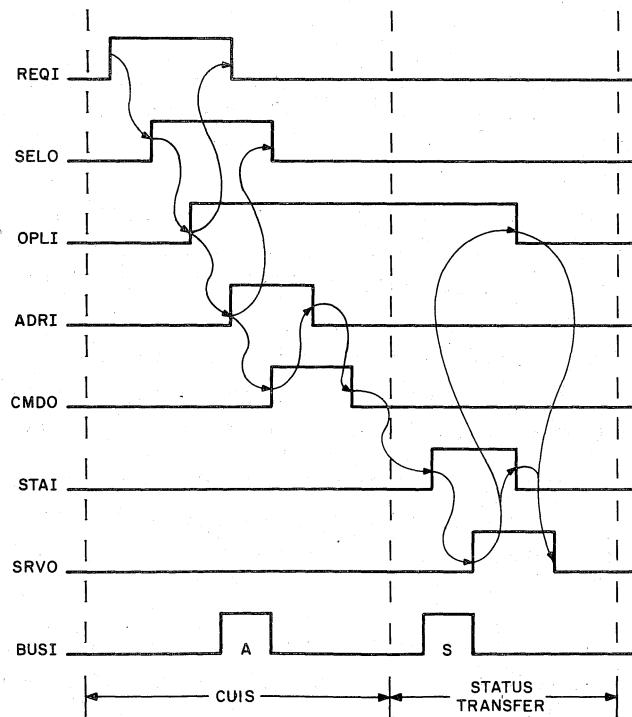 REQI
SELO
OPLI
ADRI
CMDO
STAI
SRVO
BUSI
A
S
CUIS
STATUS
TRANSFER